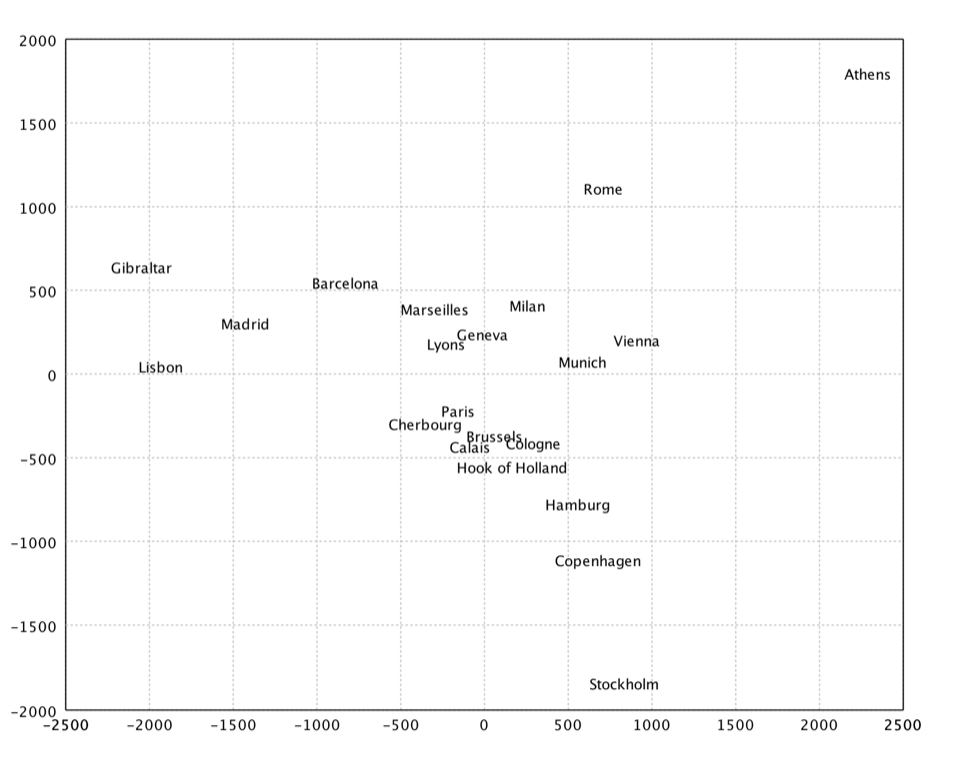 2000
Athens
1500
Rome
1000
Gibraltar
Barcelona
500
Marseilles
Milan
Madrid
Geneva
Vienna
Lyons
Munich
Lisbon
0
Paris
Cherbourg
Brussels
Cologne
Calais
−500
Hook of Holland
Hamburg
−1000
Copenhagen
−1500
Stockholm
−2000
−2500 −2000 −1500 −1000 −500 0 500 1000 1500 2000 2500